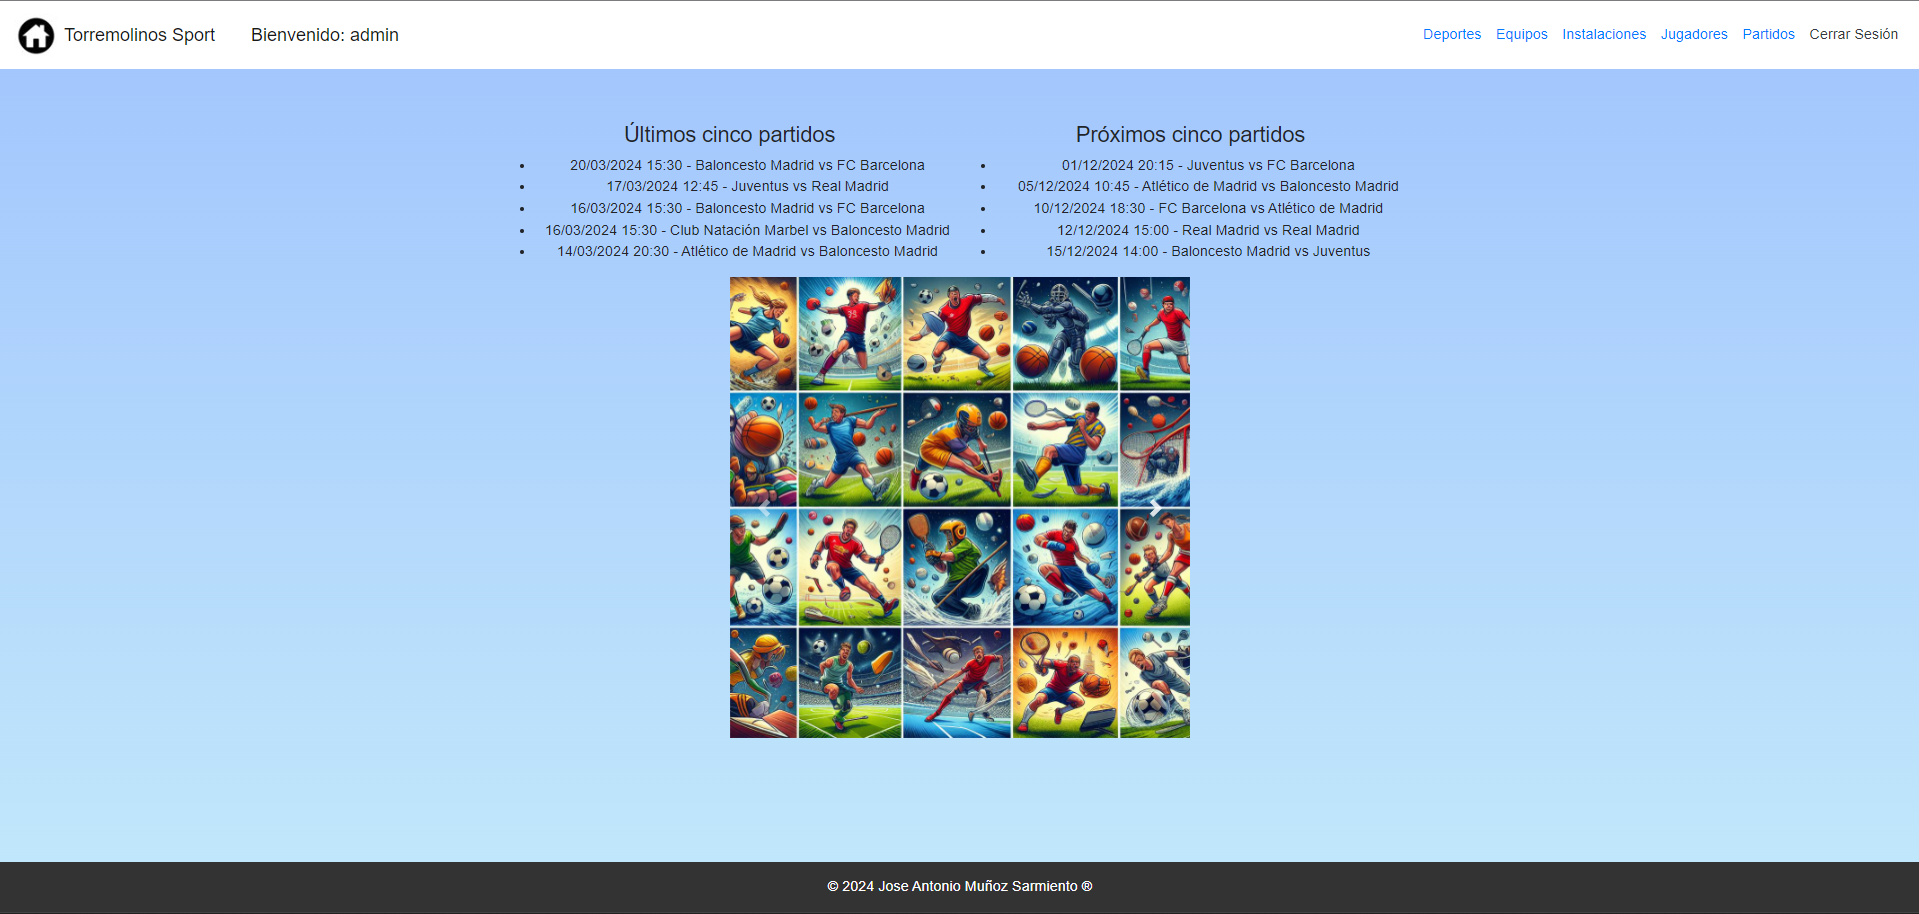 Torremolinos Sport
Bienvenido: admin
Deportes Equipos Instalaciones Jugadores Partidos Cerrar Sesión
Últimos cinco partidos
20/03/2024 15:30 - Baloncesto Madrid vs FC Barcelona
17/03/2024 12:45 - Juventus vs Real Madrid
16/03/2024 15:30 - Baloncesto Madrid vs FC Barcelona
16/03/2024 15:30 - Club Natación Marbel vs Baloncesto Madrid
14/03/2024 20:30 - Atlético de Madrid vs Baloncesto Madrid
Próximos cinco partidos
01/12/2024 20:15 - Juventus vs FC Barcelona
05/12/2024 10:45 - Atlético de Madrid vs Baloncesto Madrid
10/12/2024 18:30 - FC Barcelona vs Atlético de Madrid
12/12/2024 15:00 - Real Madrid vs Real Madrid
15/12/2024 14:00 - Baloncesto Madrid vs Juventus
© 2024 Jose Antonio Muñoz Sarmiento ®